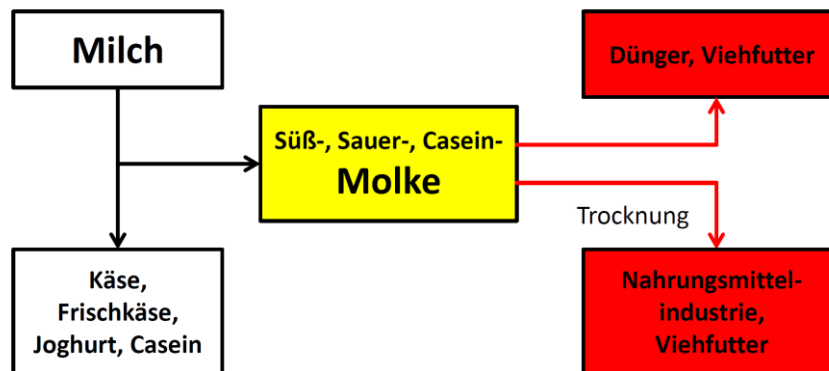 Milch
Dünger, Viehfutter
Süß-, Sauer-, Casein-
Molke
Trocknung
Käse,
Frischkäse,
Joghurt, Casein
Nahrungsmittel-
industrie,
Viehfutter